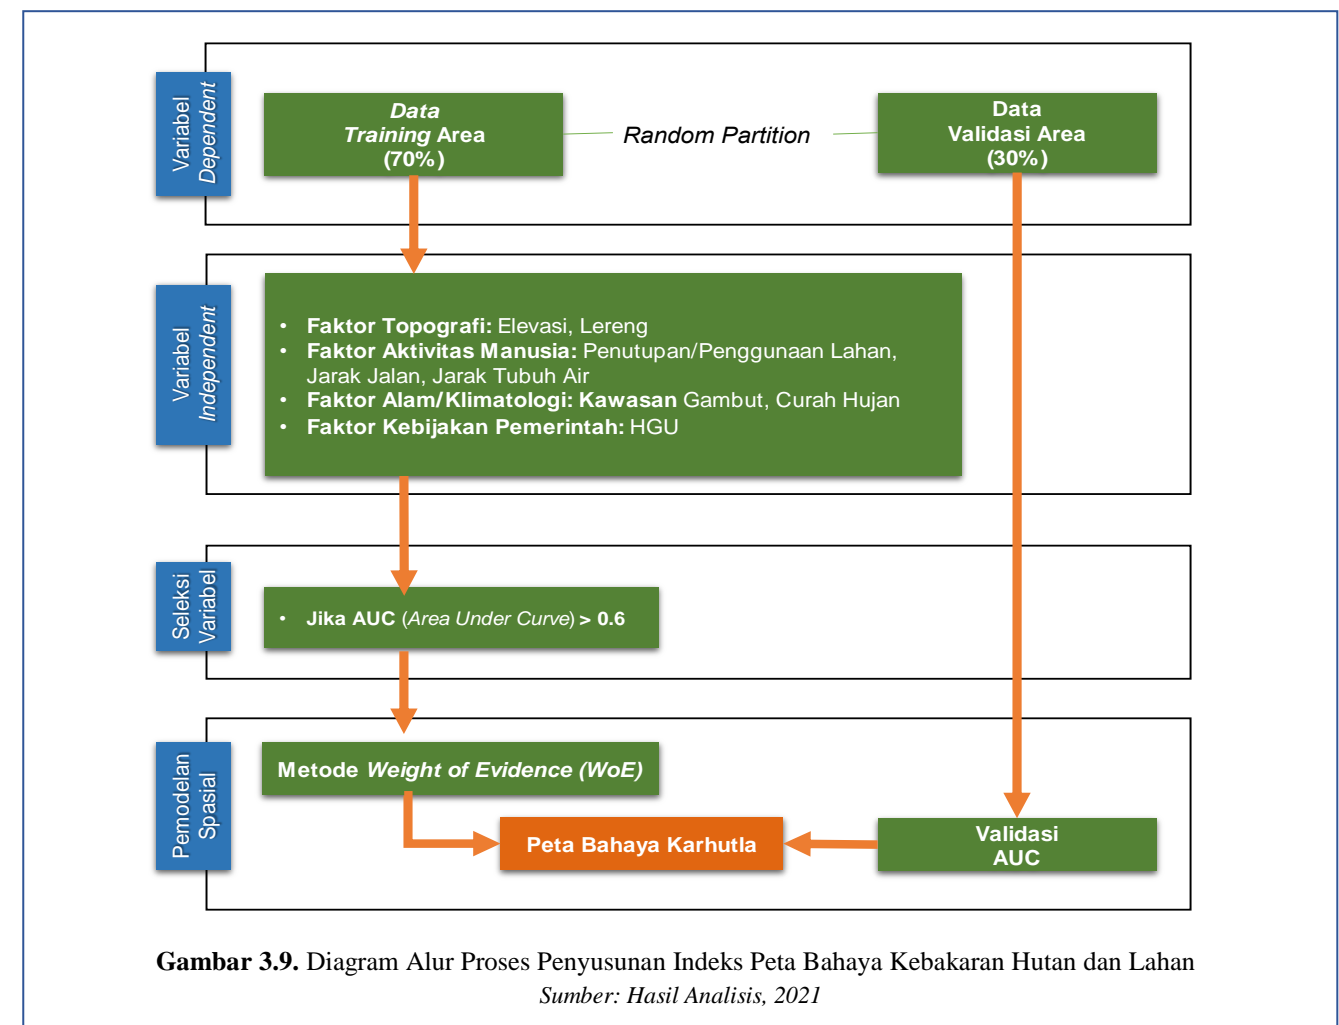 Variabel
Dependent
Data
Training Area
(70%)
Random Partition
Data
Validasi Area
(30%)
Variabel
Independent
• Faktor Topografi: Elevasi, Lereng
• Faktor Aktivitas Manusia: Penutupan/Penggunaan Lahan,
Jarak Jalan, Jarak Tubuh Air
• Faktor Alam/Klimatologi: Kawasan Gambut, Curah Hujan
• Faktor Kebijakan Pemerintah: HGU
Seleksi
Variabel
• Jika AUC (Area Under Curve) > 0.6
Pemodelan
Spasial
Metode Weight of Evidence (WoE)
Peta Bahaya Karhutla
Validasi
AUC
Gambar 3.9. Diagram Alur Proses Penyusunan Indeks Peta Bahaya Kebakaran Hutan dan Lahan
Sumber: Hasil Analisis, 2021